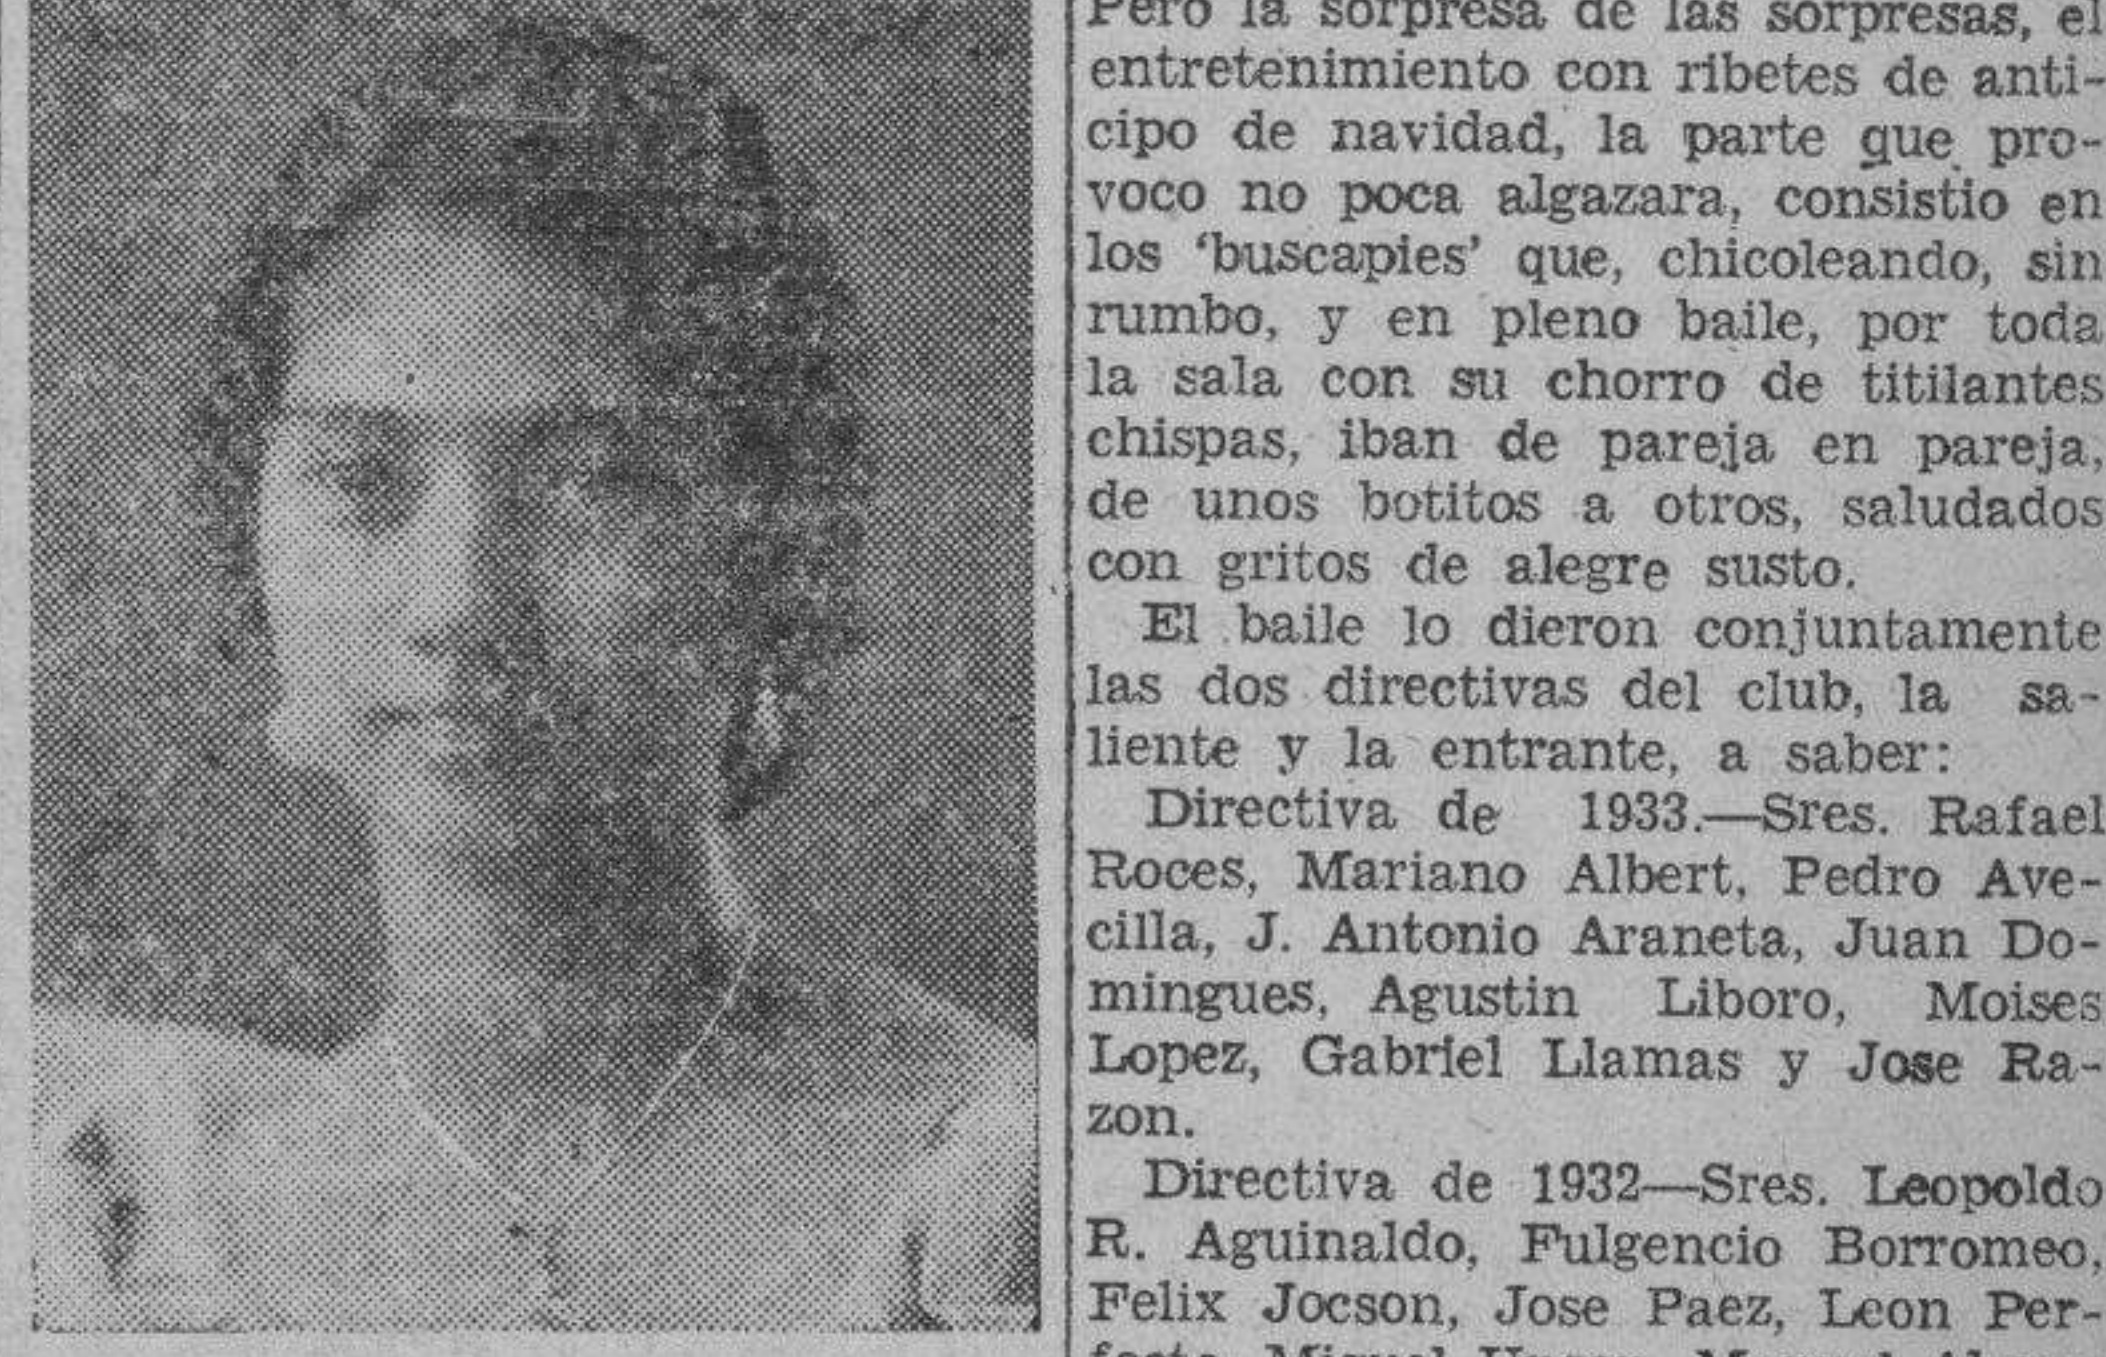 Pero la sorpresa de las sorpresas, el
entretenimiento con ribetes de anti-
cipo de navidad, la parte que pro-
voco no poca algazara, consistio en
los ‘buscapies’ que, chicoleando, sin
rumbo, y en pleno baile, por toda
la sala con su chorro de titilantes
chispas, iban de pareja en pareja,
de unos botitos a otros, saludados
con gritos de alegre susto.
El baile lo dieron conjuntamente
las dos directivas del club, la sa-
liente y la entrante, a saber:
Directiva de 1933.—Sres. Rafael
Roces, Mariano Albert, Pedro Ave-
cilla, J. Antonio Araneta, Juan Do-
mingues, Agustin Liboro, Moises
Lopez, Gabriel Llamas y Jose Ra-
zon.
Directiva de 1932—Sres. Leopoldo
R. Aguinaldo, Fulgencio Borromeo,
Felix Jocson, Jose Paez, Leon Per-